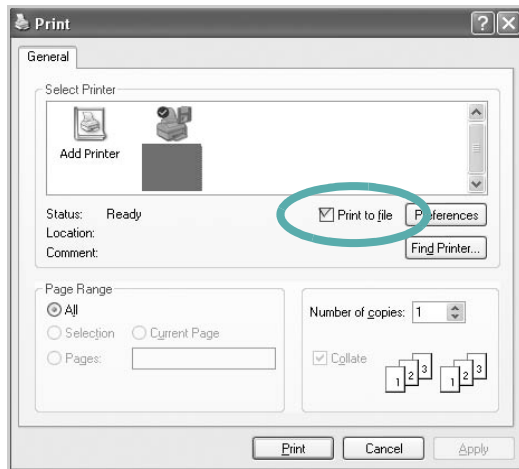 Print
General
Select Printer
Add Printer
Status: Ready
Location:
Comment:
Print to file
Preferences
Find Printer...
Page Range
All
Selection
Current Page
Pages:
Number of copies: 1
Collate
1 2 3 1 2 3
Print Cancel Apply